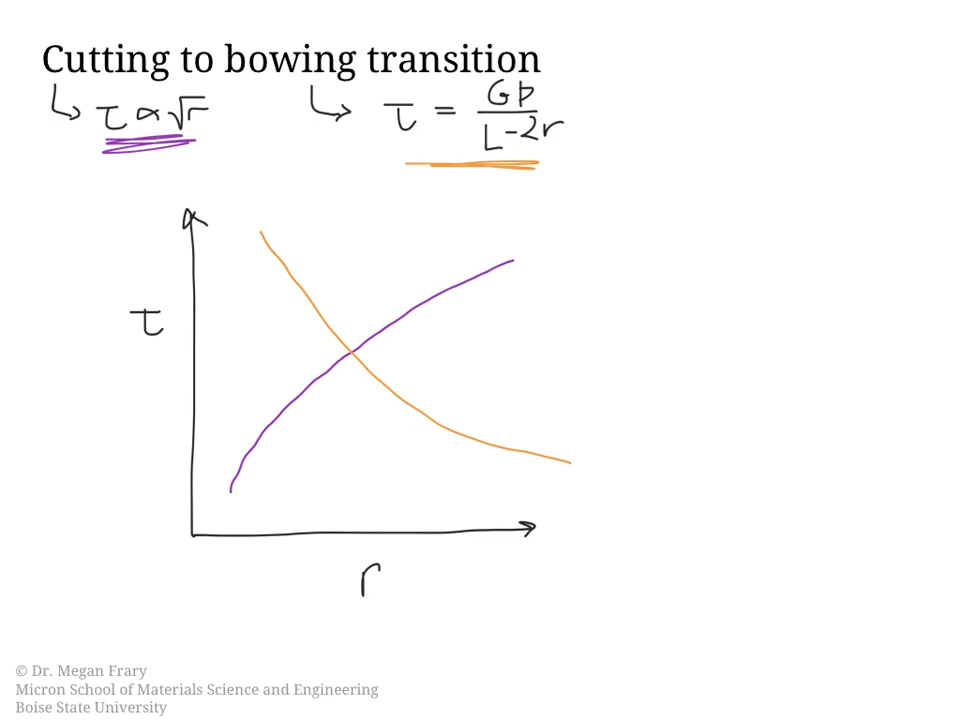 Cutting to bowing transition
↳ τ ∝ √r ↳ τ = Gb / L-2r
τ
r
© Dr. Megan Frary
Micron School of Materials Science and Engineering
Boise State University